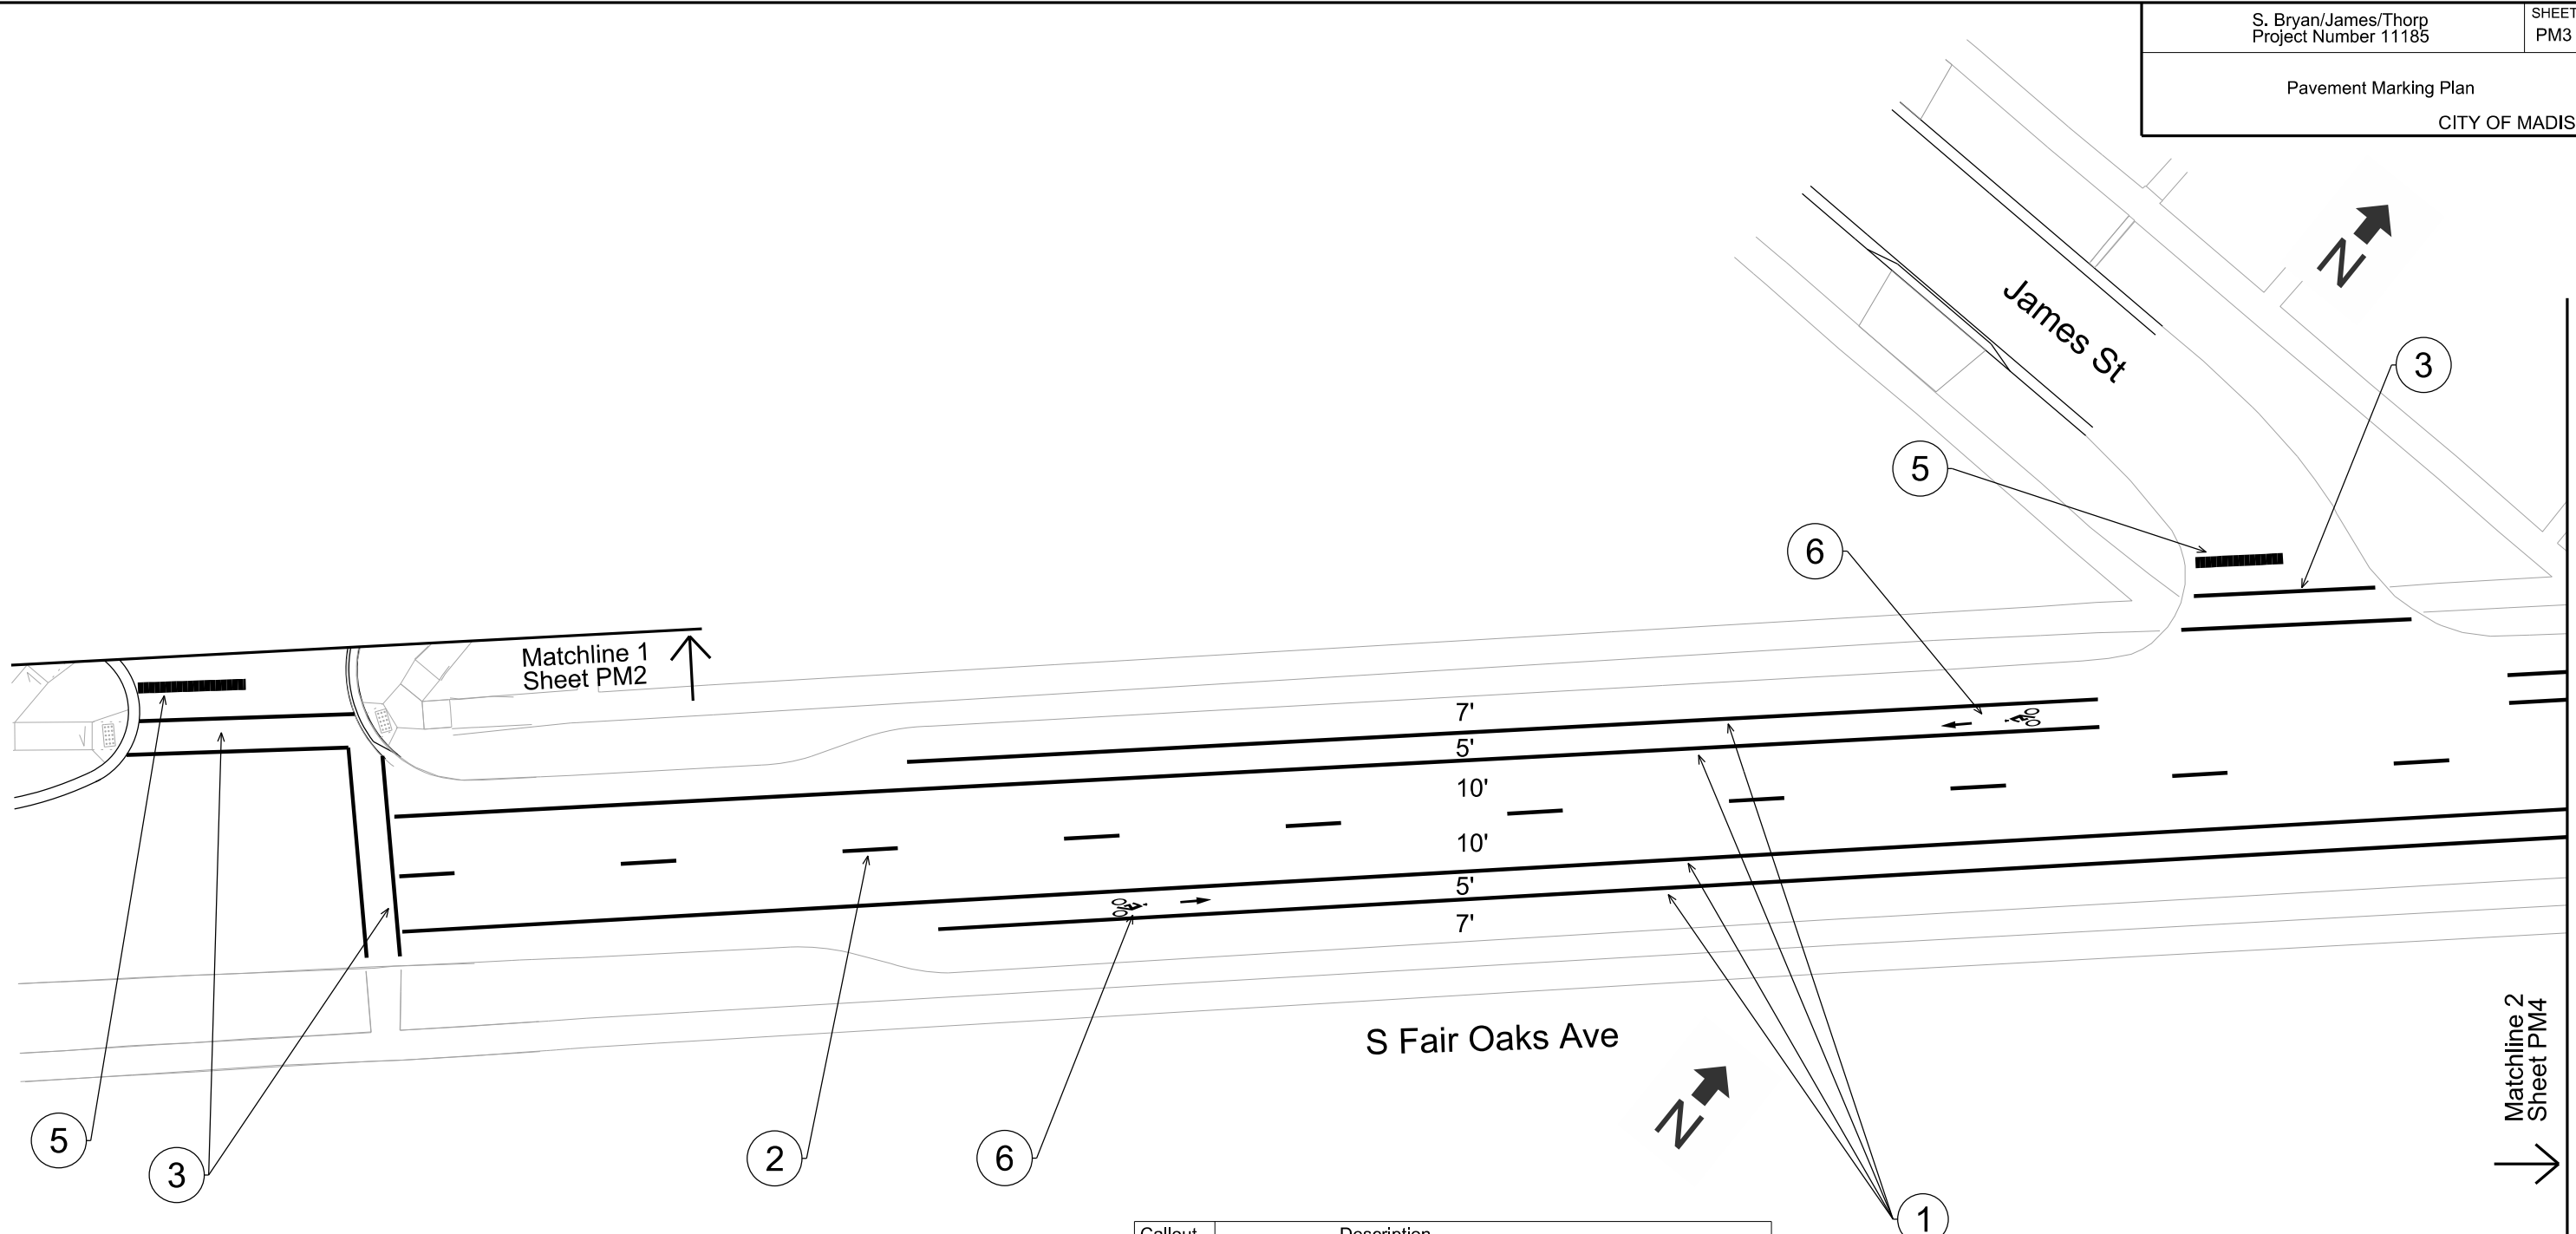 S. Bryan/James/Thorp
Project Number 11185
SHEET
PM3
Pavement Marking Plan
CITY OF MADIS
N
James St
3
5
6
Matchline 1
Sheet PM2
7'
5'
10'
10'
5'
7'
S Fair Oaks Ave
N
Matchline 2
Sheet PM4
5
3
2
6
1
Callout
Description